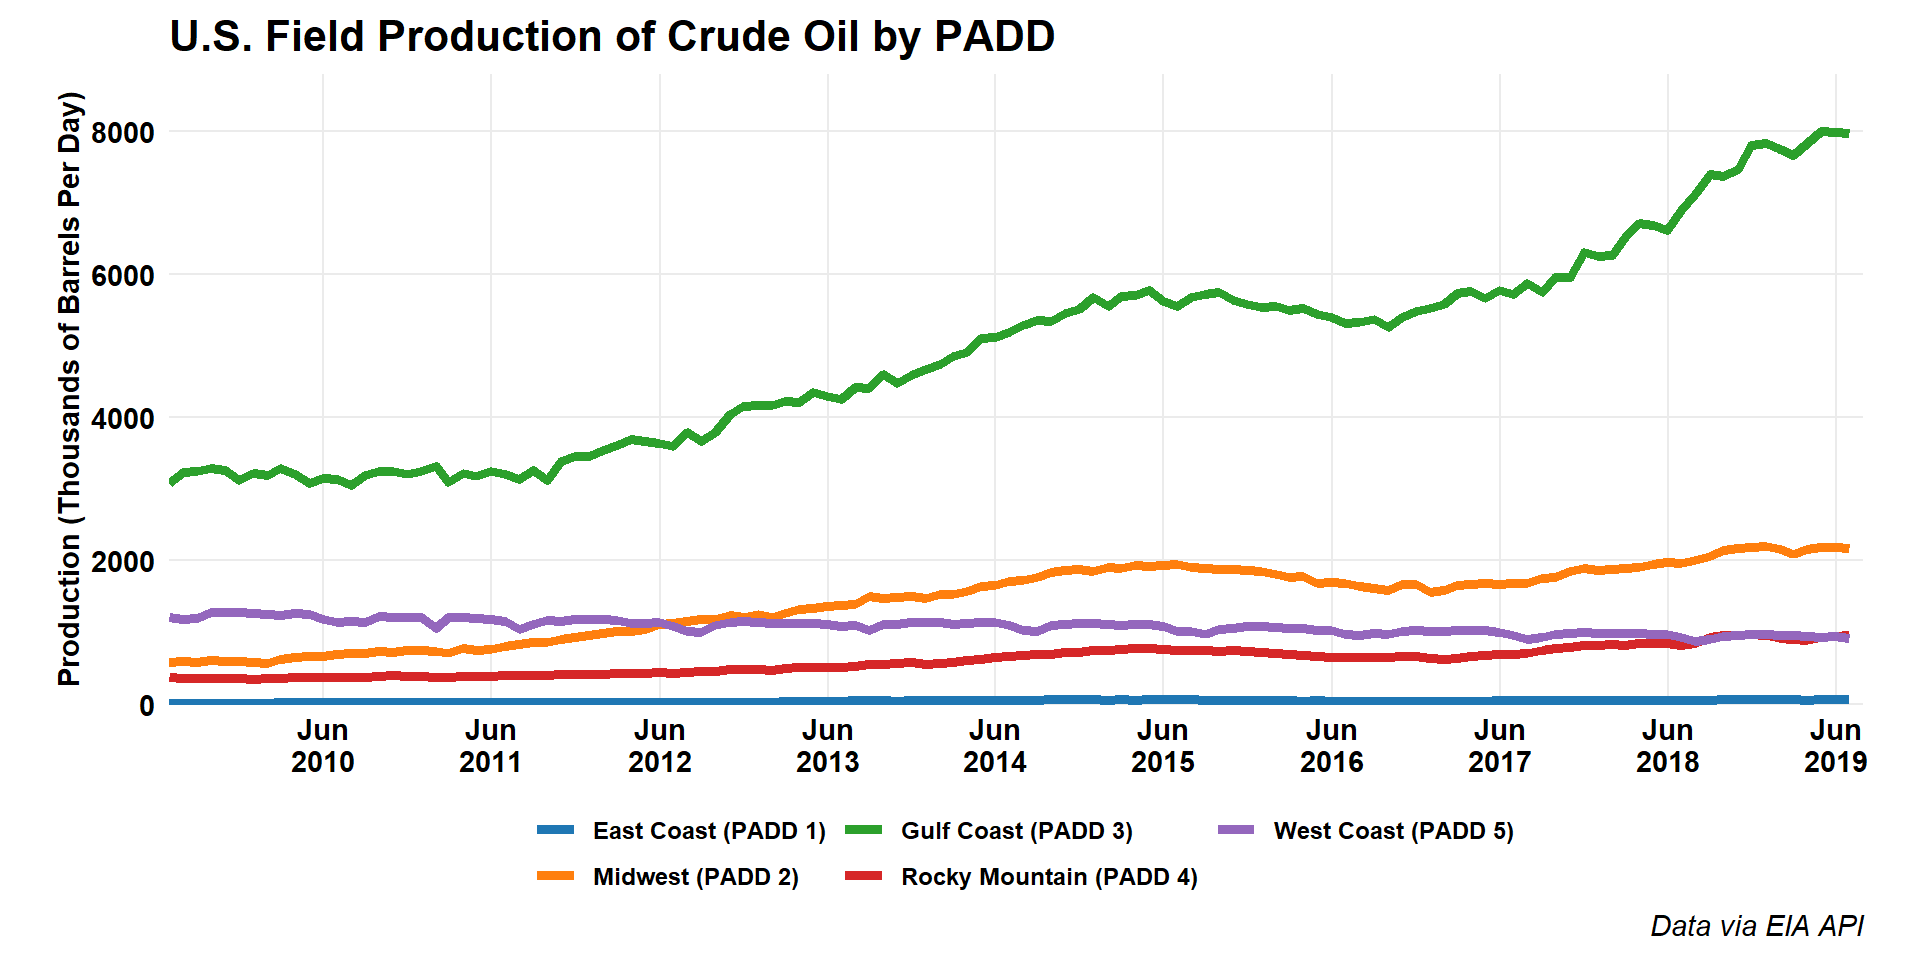 U.S. Field Production of Crude Oil by PADD
Production (Thousands of Barrels Per Day)
8000
6000
4000
2000
0
Jun Jun Jun Jun Jun Jun Jun Jun Jun Jun
2010 2011 2012 2013 2014 2015 2016 2017 2018 2019
East Coast (PADD 1) Gulf Coast (PADD 3) West Coast (PADD 5)
Midwest (PADD 2) Rocky Mountain (PADD 4)
Data via EIA API